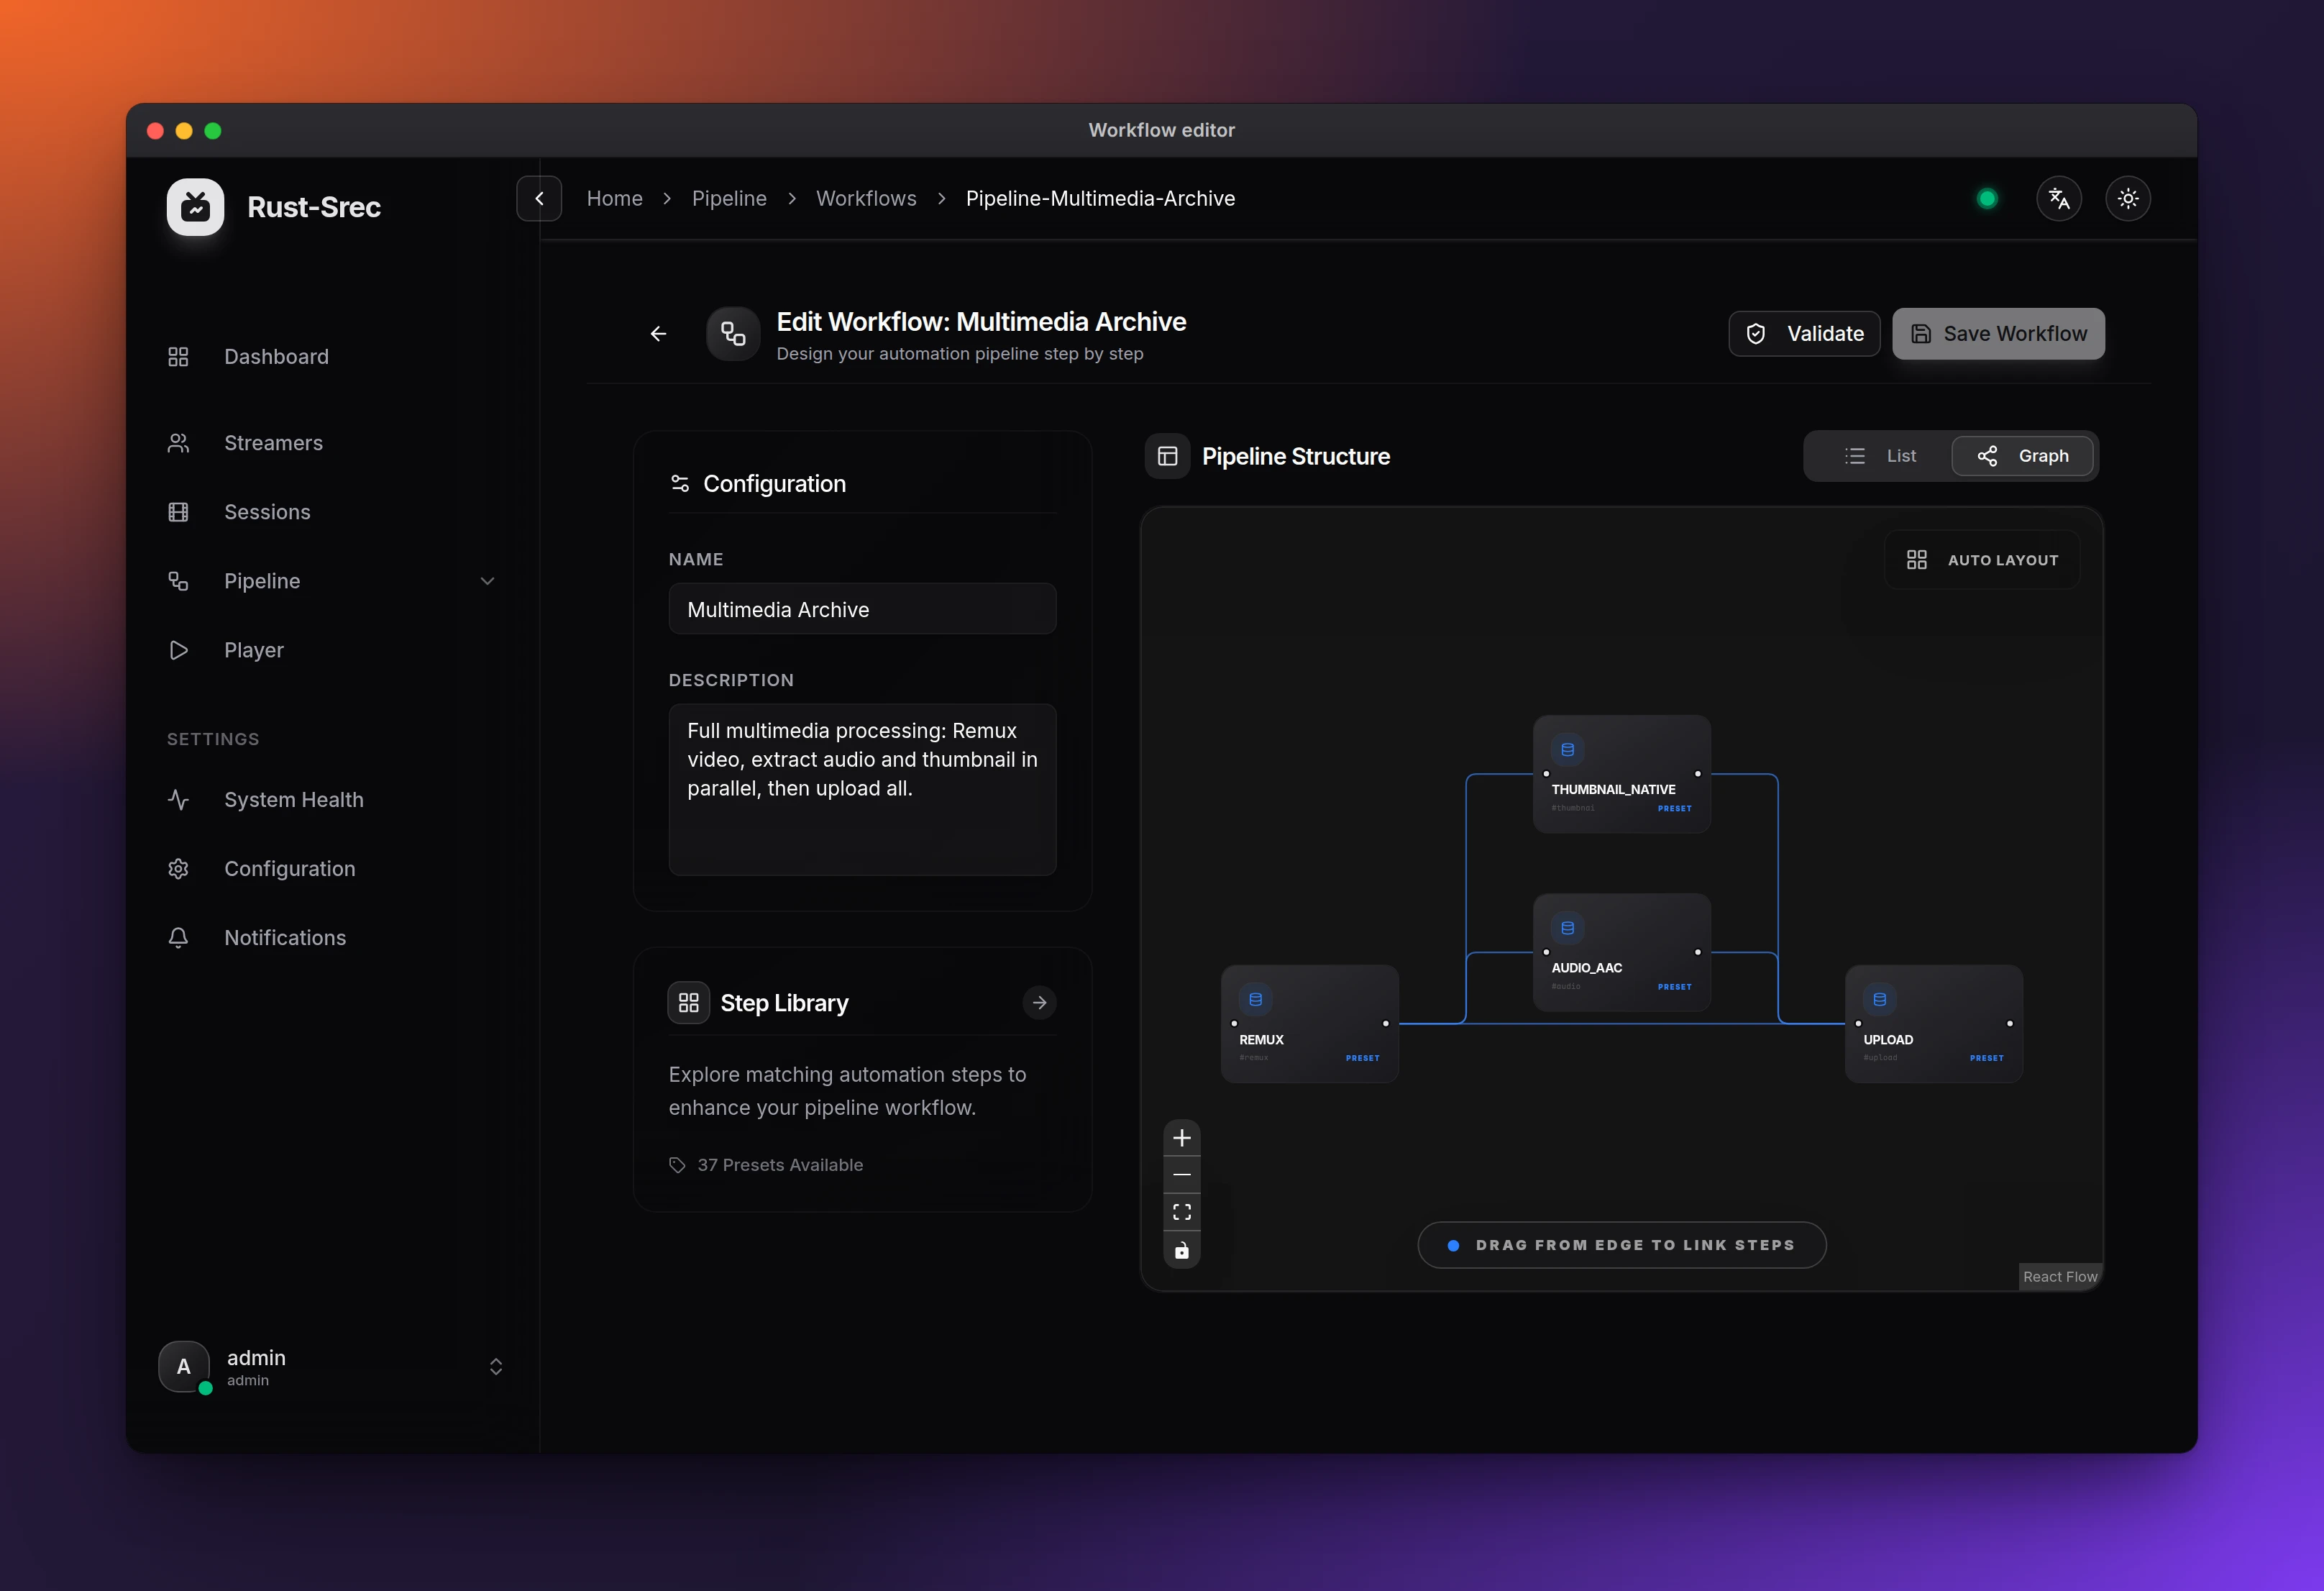 Workflow editor
Rust-Srec
Home
Pipeline
Workflows
Pipeline-Multimedia-Archive
Dashboard
Streamers
Sessions
Pipeline
Player
SETTINGS
System Health
Configuration
Notifications
A
admin
admin
Edit Workflow: Multimedia Archive
Design your automation pipeline step by step
Validate
Save Workflow
Configuration
NAME
Multimedia Archive
DESCRIPTION
Full multimedia processing: Remux
video, extract audio and thumbnail in
parallel, then upload all.
Step Library
Explore matching automation steps to
enhance your pipeline workflow.
37 Presets Available
Pipeline Structure
List
Graph
AUTO LAYOUT
THUMBNAIL_NATIVE
#thumbnai
PRESET
AUDIO_AAC
#audio
PRESET
REMUX
#remux
PRESET
UPLOAD
#upload
PRESET
DRAG FROM EDGE TO LINK STEPS
React Flow